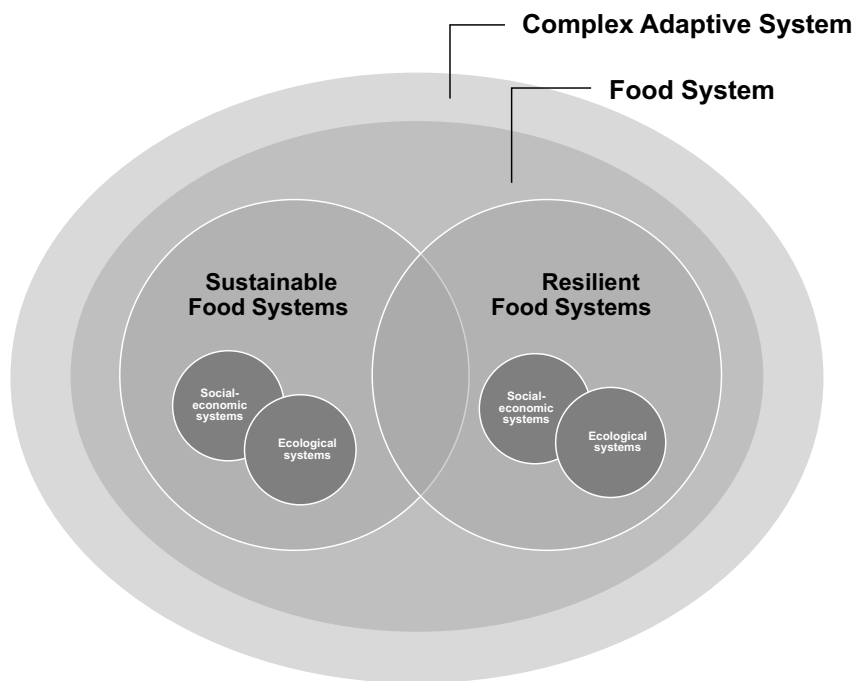 Complex Adaptive System
Food System
Sustainable
Food Systems
Resilient
Food Systems
Social-
economic
systems
Ecological
systems
Social-
economic
systems
Ecological
systems